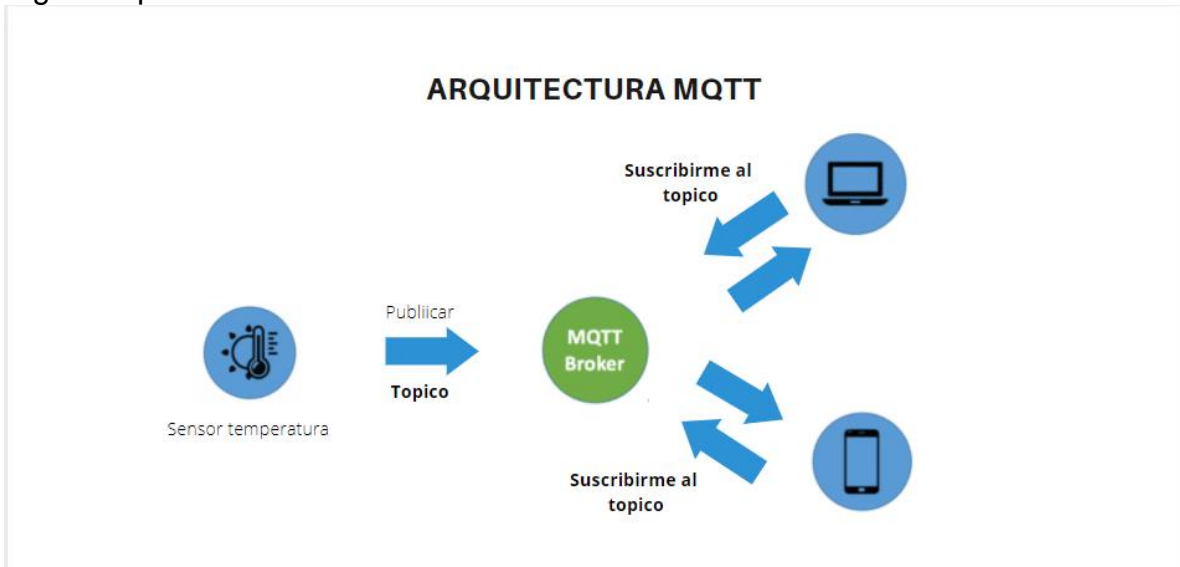 ARQUITECTURA MQTT
Suscribirme al
topico
Publiicar
MQTT
Broker
Topico
Sensor temperatura
Suscribirme al
topico